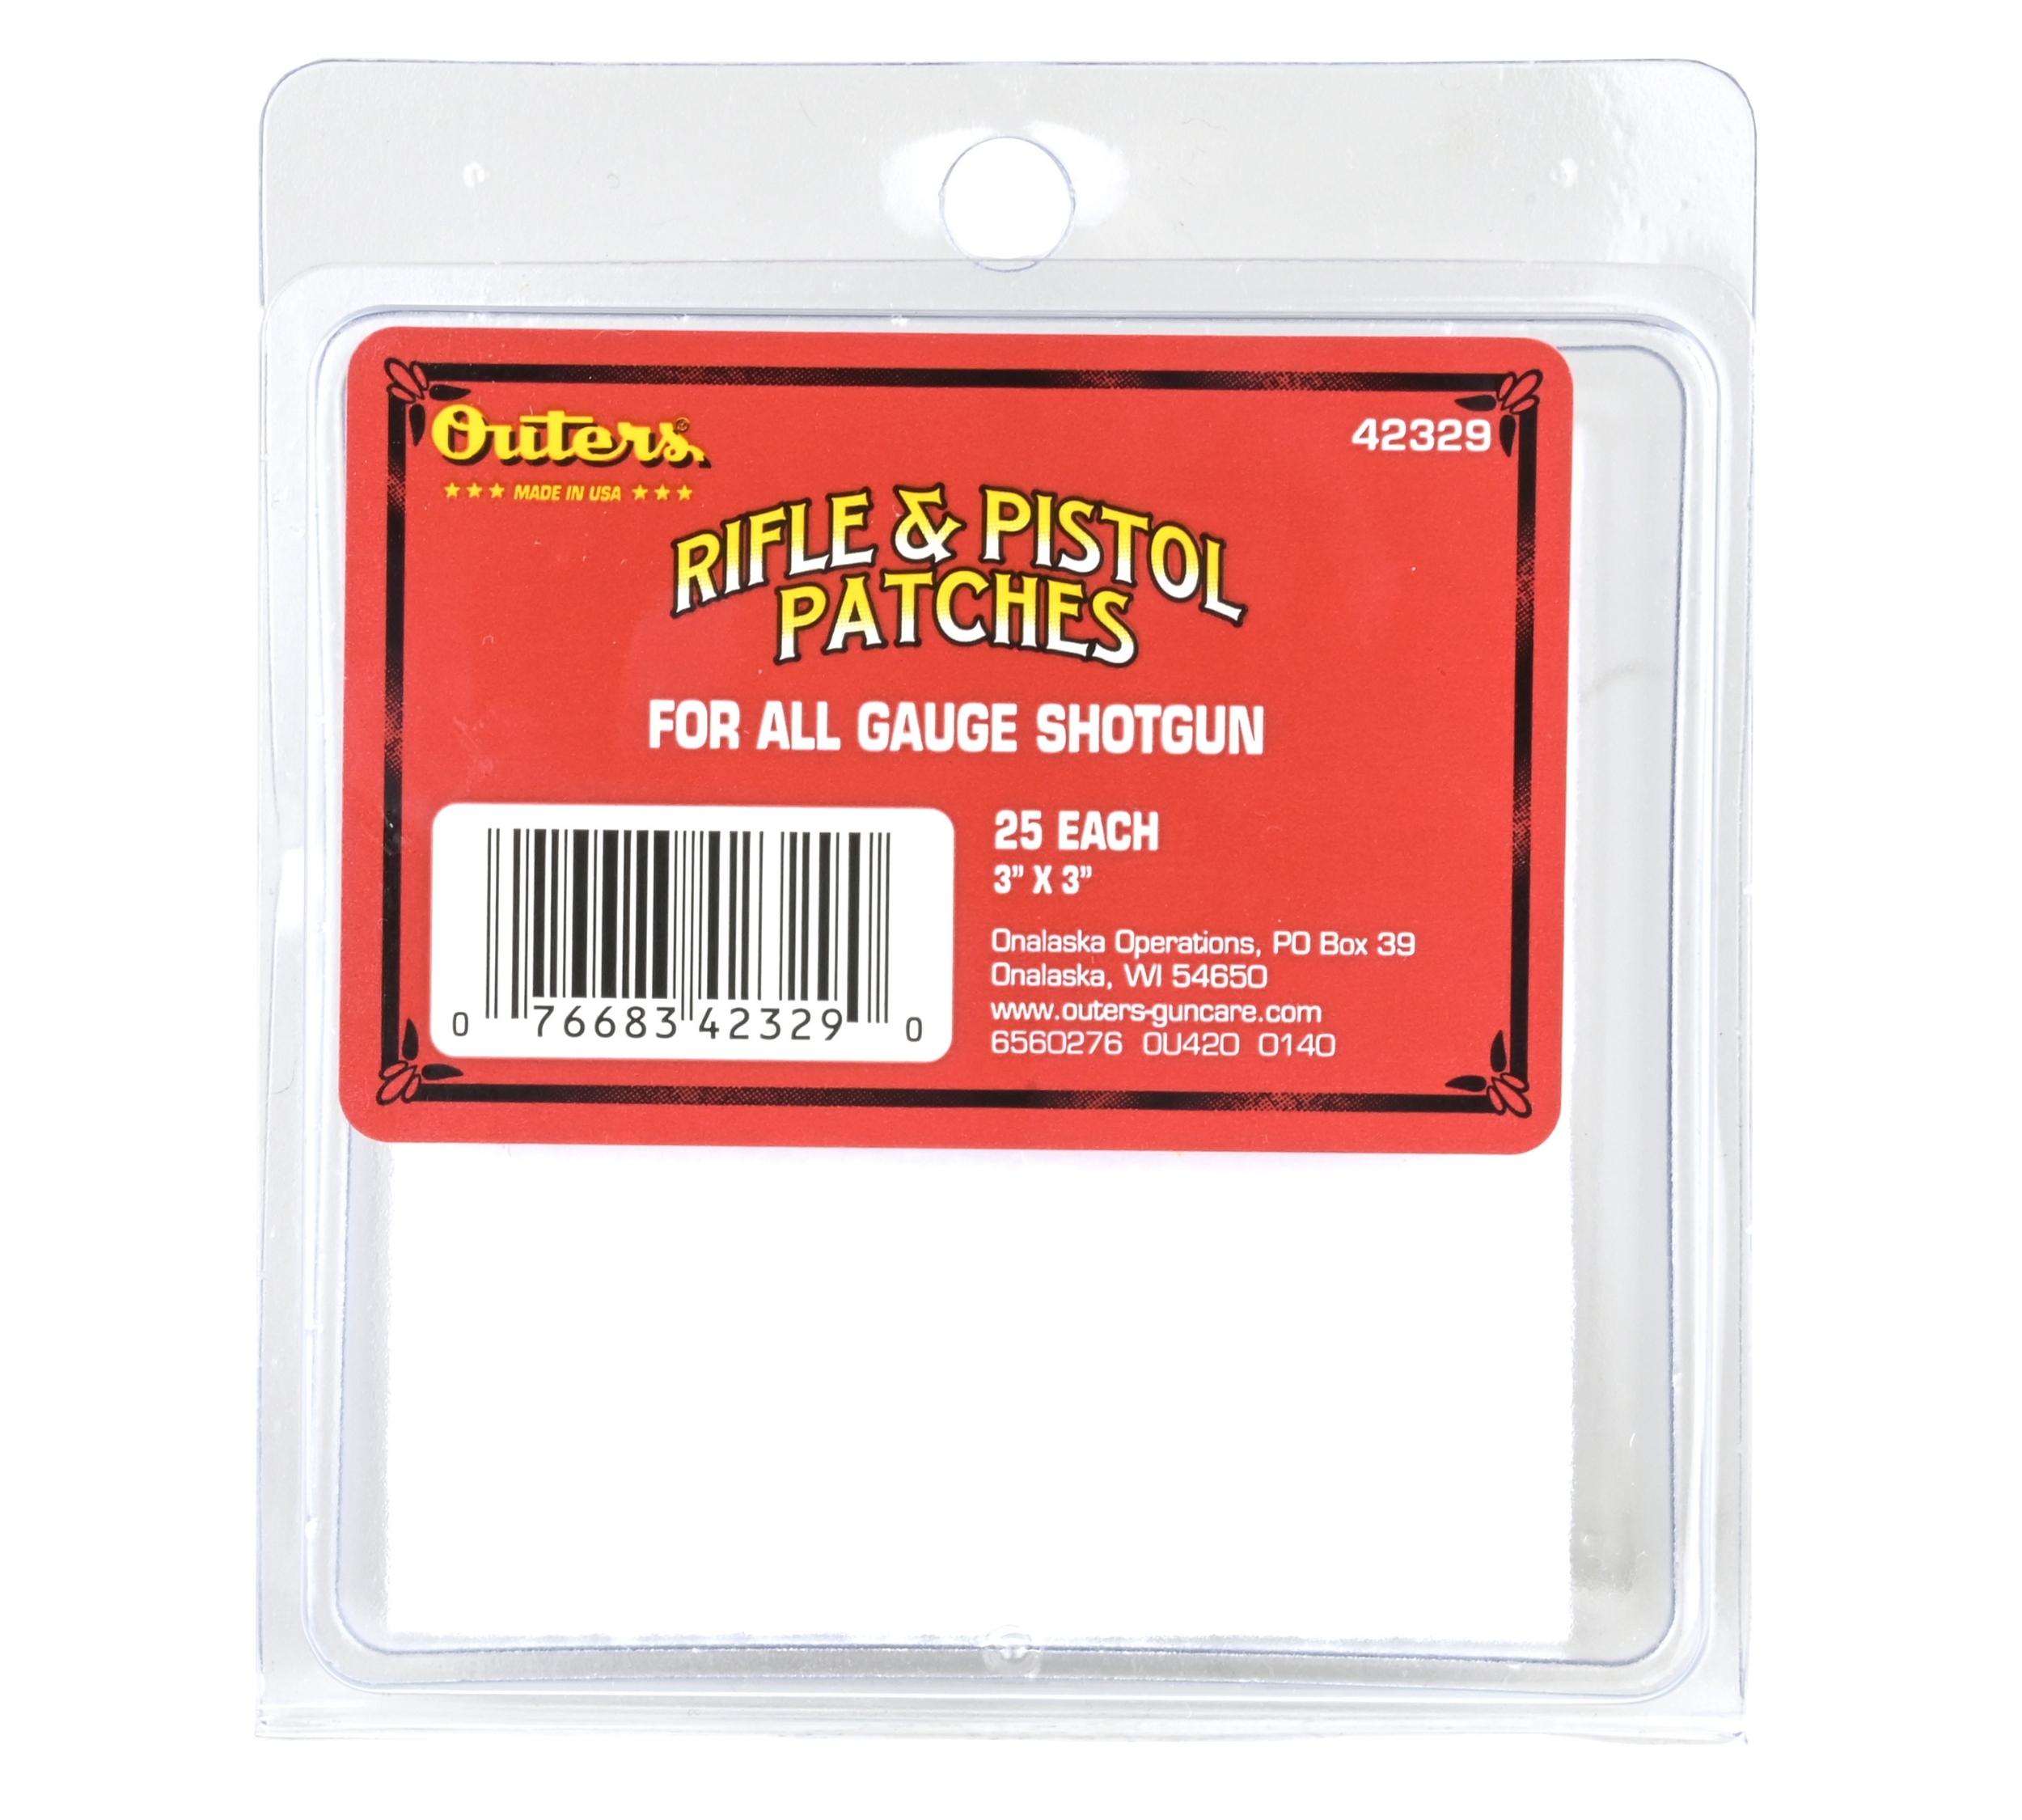 Outers®
★★★ MADE IN USA ★★★
42329
RIFLE & PISTOL
PATCHES
FOR ALL GAUGE SHOTGUN
25 EACH
3” X 3”
Onalaska Operations, PO Box 39
Onalaska, WI 54650
www.outers-guncare.com
6560276 0U420 0140
0 76683 42329 0